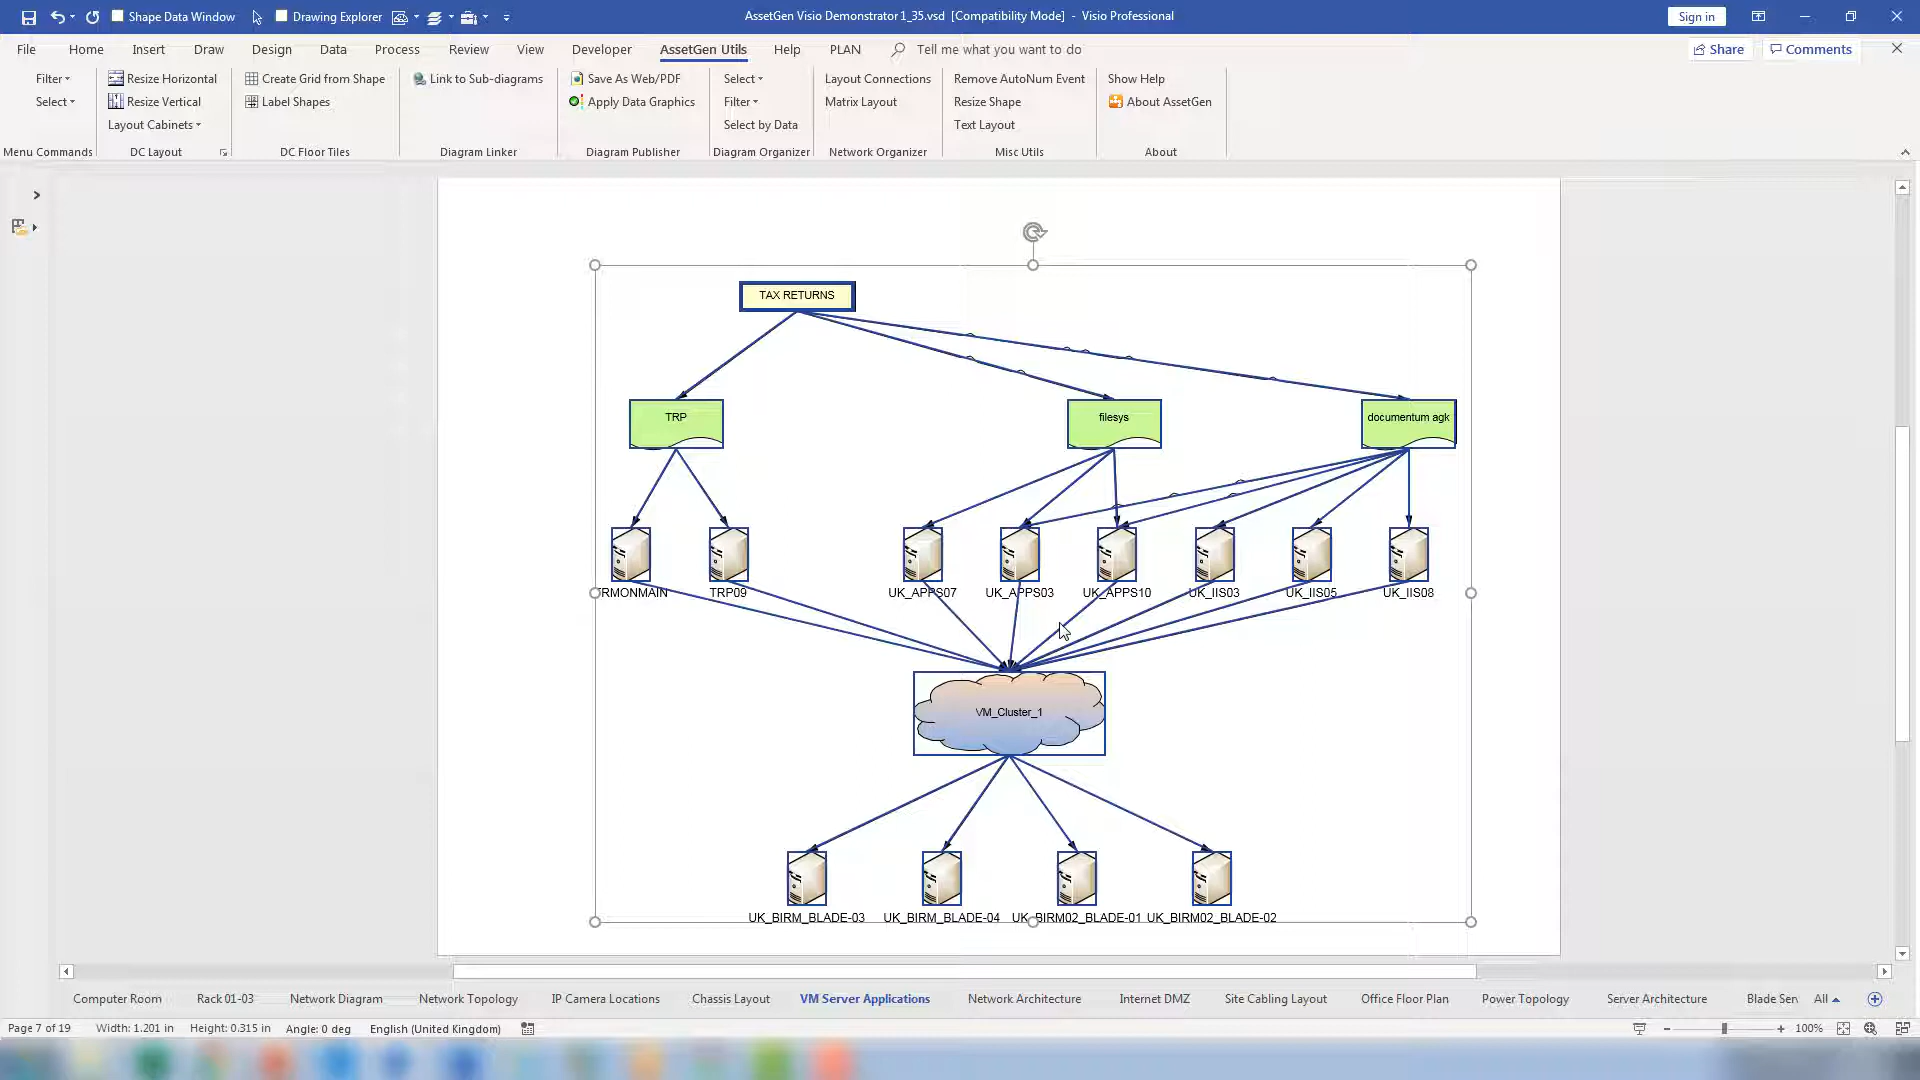 Shape Data Window Drawing Explorer AssetGen Visio Demonstrator 1_35.vsd [Compatibility Mode] - Visio Professional Sign in
File Home Insert Draw Design Data Process Review View Developer AssetGen Utils Help PLAN Tell me what you want to do Share Comments
Filter Resize Horizontal Create Grid from Shape Link to Sub-diagrams Save As Web/PDF Select Layout Connections Remove AutoNum Event Show Help
Select Resize Vertical Label Shapes Apply Data Graphics Filter Matrix Layout Resize Shape About AssetGen
Layout Cabinets Select by Data Text Layout
Menu Commands DC Layout DC Floor Tiles Diagram Linker Diagram Publisher Diagram Organizer Network Organizer Misc Utils About
TAX RETURNS
TRP filesys documentum agk
RMONMAIN TRP09 UK_APPS07 UK_APPS03 UK_APPS10 UK_IIS03 UK_IIS05 UK_IIS08
VM_Cluster_1
UK_BIRM_BLADE-03 UK_BIRM_BLADE-04 UK_BIRM02_BLADE-01 UK_BIRM02_BLADE-02
Computer Room Rack 01-03 Network Diagram Network Topology IP Camera Locations Chassis Layout VM Server Applications Network Architecture Internet DMZ Site Cabling Layout Office Floor Plan Power Topology Server Architecture Blade Sen All
Page 7 of 19 Width: 1.201 in Height: 0.315 in Angle: 0 deg English (United Kingdom) 100%